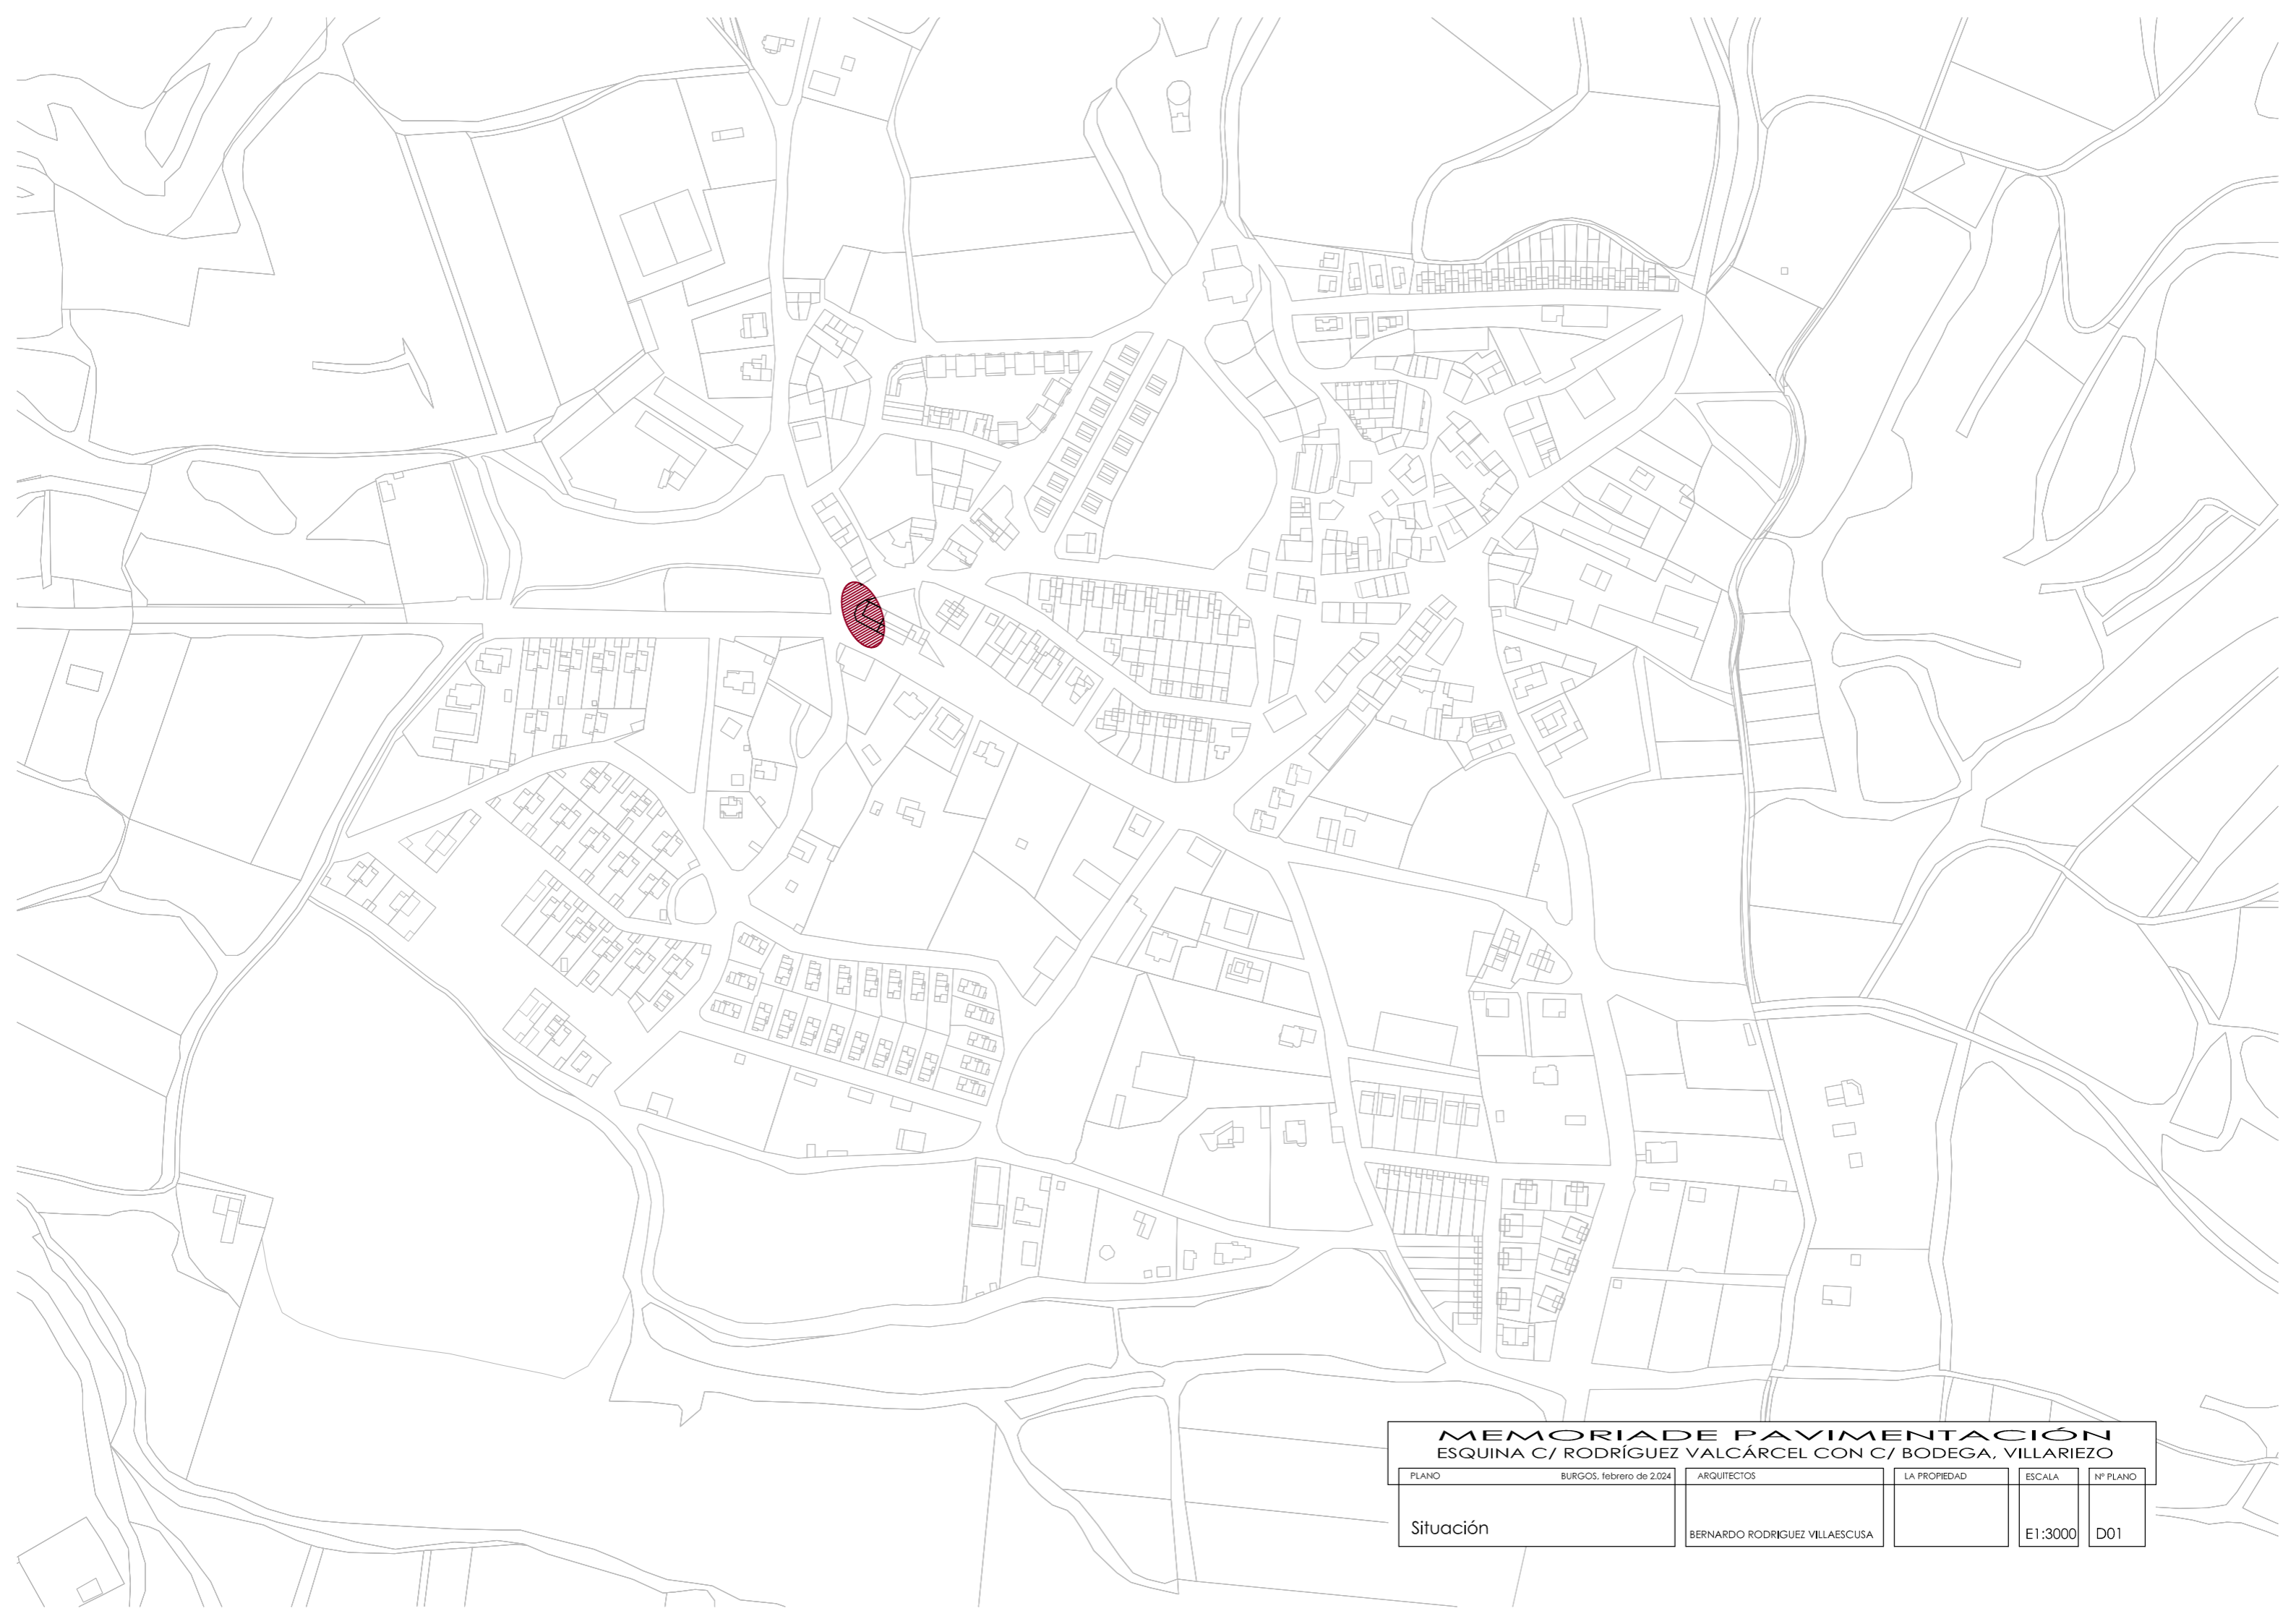 MEMORIADE PAVIMENTACIÓN
ESQUINA C/ RODRÍGUEZ VALCÁRCEL CON C/ BODEGA, VILLARIEZO
PLANO BURGOS, febrero de 2.024 ARQUITECTOS LA PROPIEDAD ESCALA Nº PLANO
Situación BERNARDO RODRIGUEZ VILLAESCUSA E1:3000 D01